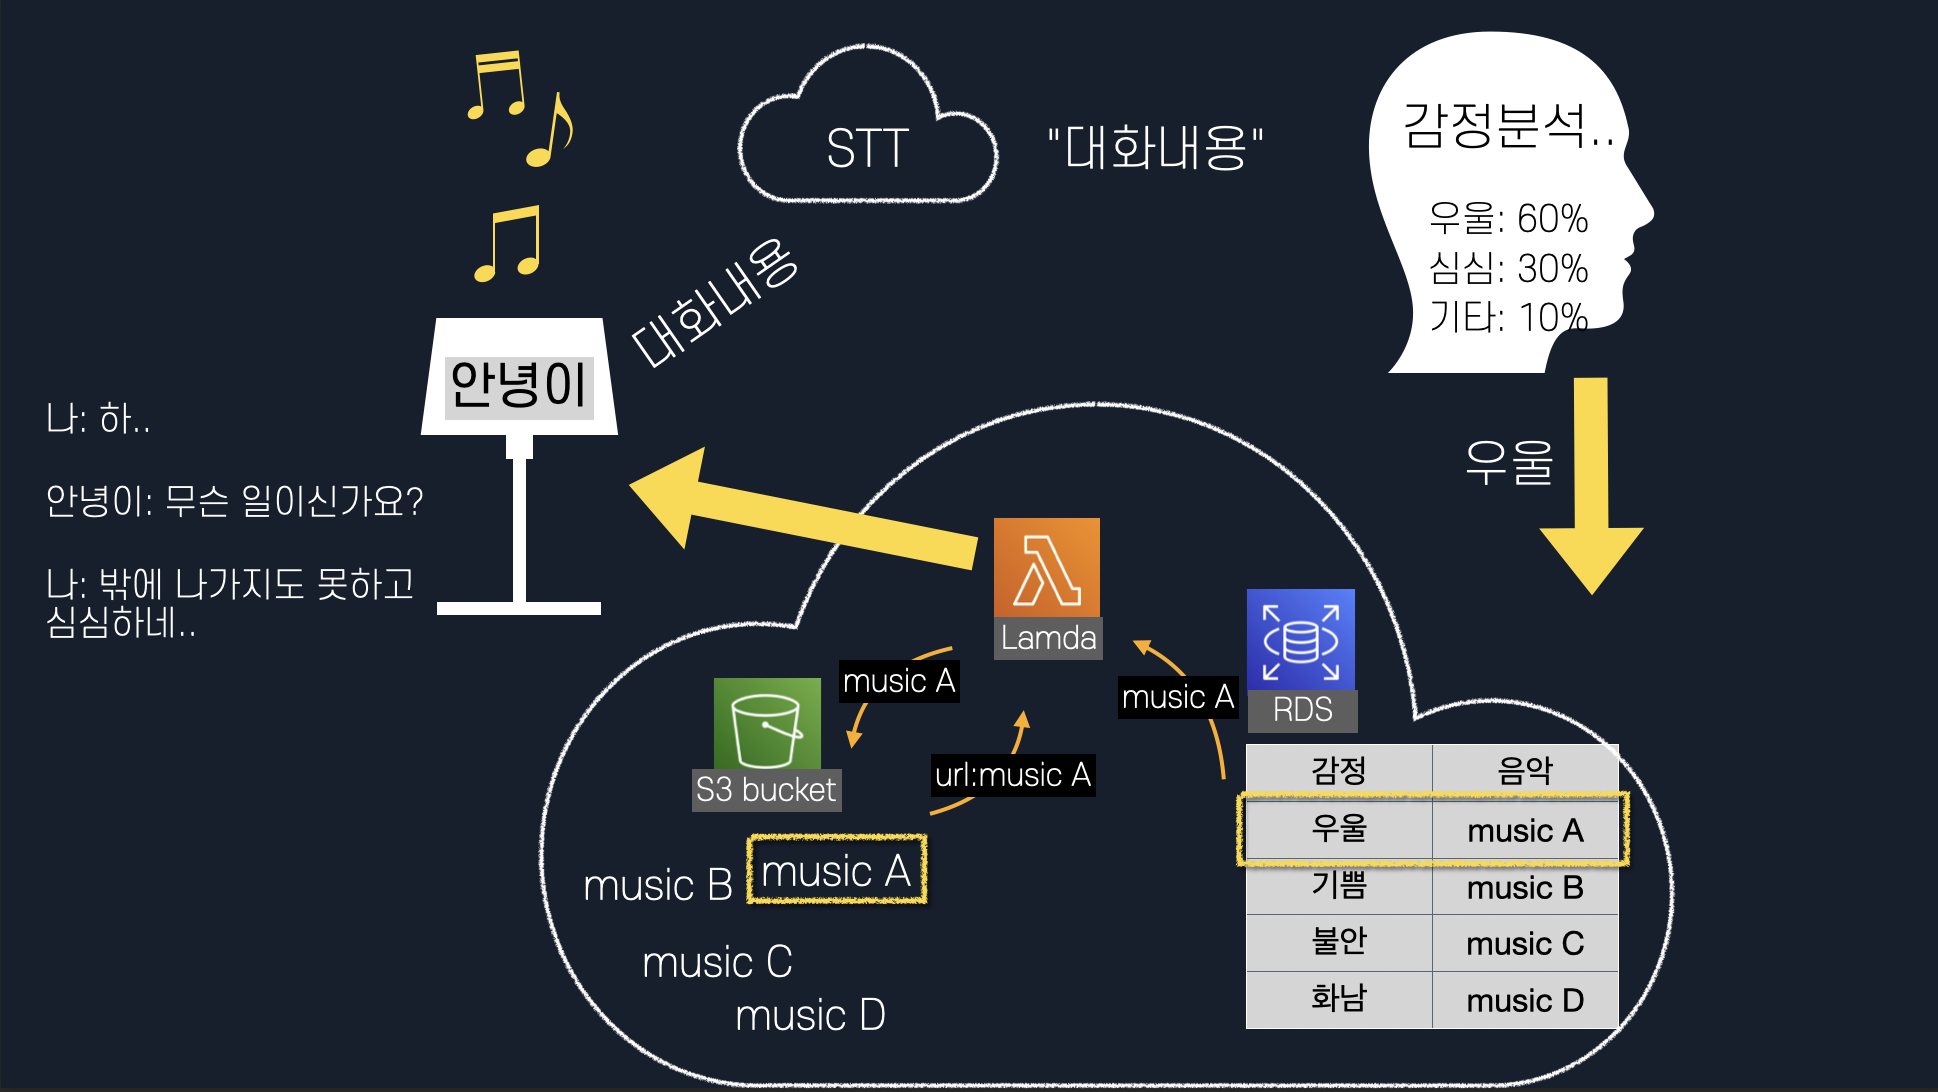 STT
"대화내용"
감정분석..
우울: 60%
심심: 30%
기타: 10%
대화내용
안녕이
나: 하..
안녕이: 무슨 일이신가요?
나: 밖에 나가지도 못하고
심심하네..
우울
Lamda
RDS
music A
music A
url:music A
S3 bucket
music B
music A
music C
music D
감정 음악
우울 music A
기쁨 music B
불안 music C
화남 music D